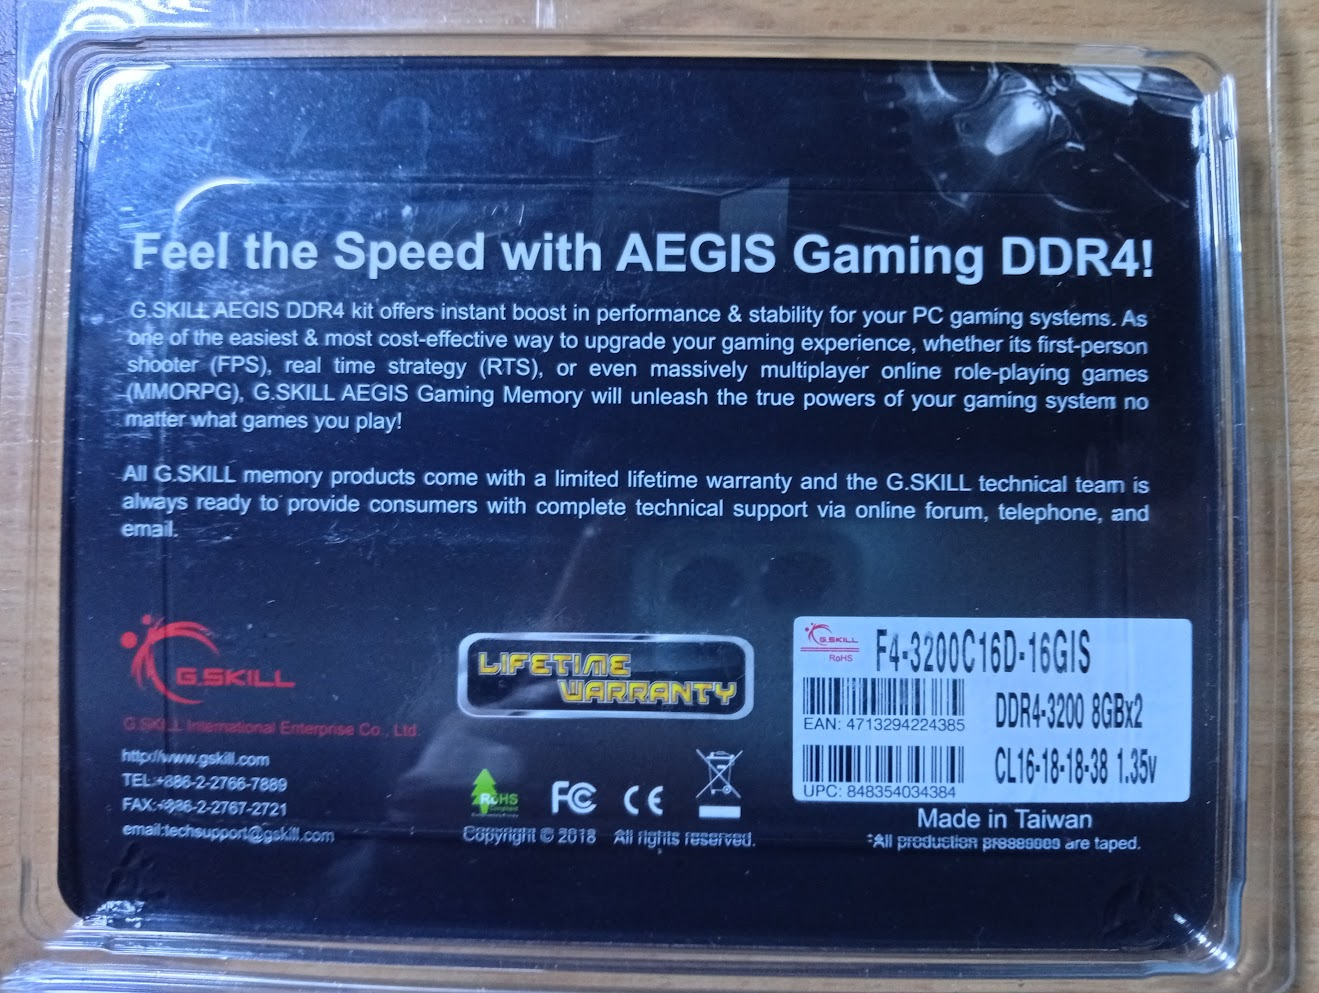 Feel the Speed with AEGIS Gaming DDR4!
G.SKILL AEGIS DDR4 kit offers instant boost in performance & stability for your PC gaming systems. As
one of the easiest & most cost-effective way to upgrade your gaming experience, whether its first-person
shooter (FPS), real time strategy (RTS), or even massively multiplayer online role-playing games
(MMORPG), G.SKILL AEGIS Gaming Memory will unleash the true powers of your gaming system no
matter what games you play!
All G.SKILL memory products come with a limited lifetime warranty and the G.SKILL technical team is
always ready to provide consumers with complete technical support via online forum, telephone, and
email.
G.SKILL
G.SKILL International Enterprise Co., Ltd.
http://www.gskill.com
TEL:+886-2-2766-7889
FAX:+886-2-2767-2721
email:techsupport@gskill.com
LIFETIME
WARRANTY
RoHS
FC CE
Copyright © 2018 All rights reserved.
G.SKILL
RoHS
F4-3200C16D-16GIS
DDR4-3200 8GBx2
EAN: 4713294224385
CL16-18-18-38 1.35v
UPC: 848354034384
Made in Taiwan
*All production processes are taped.